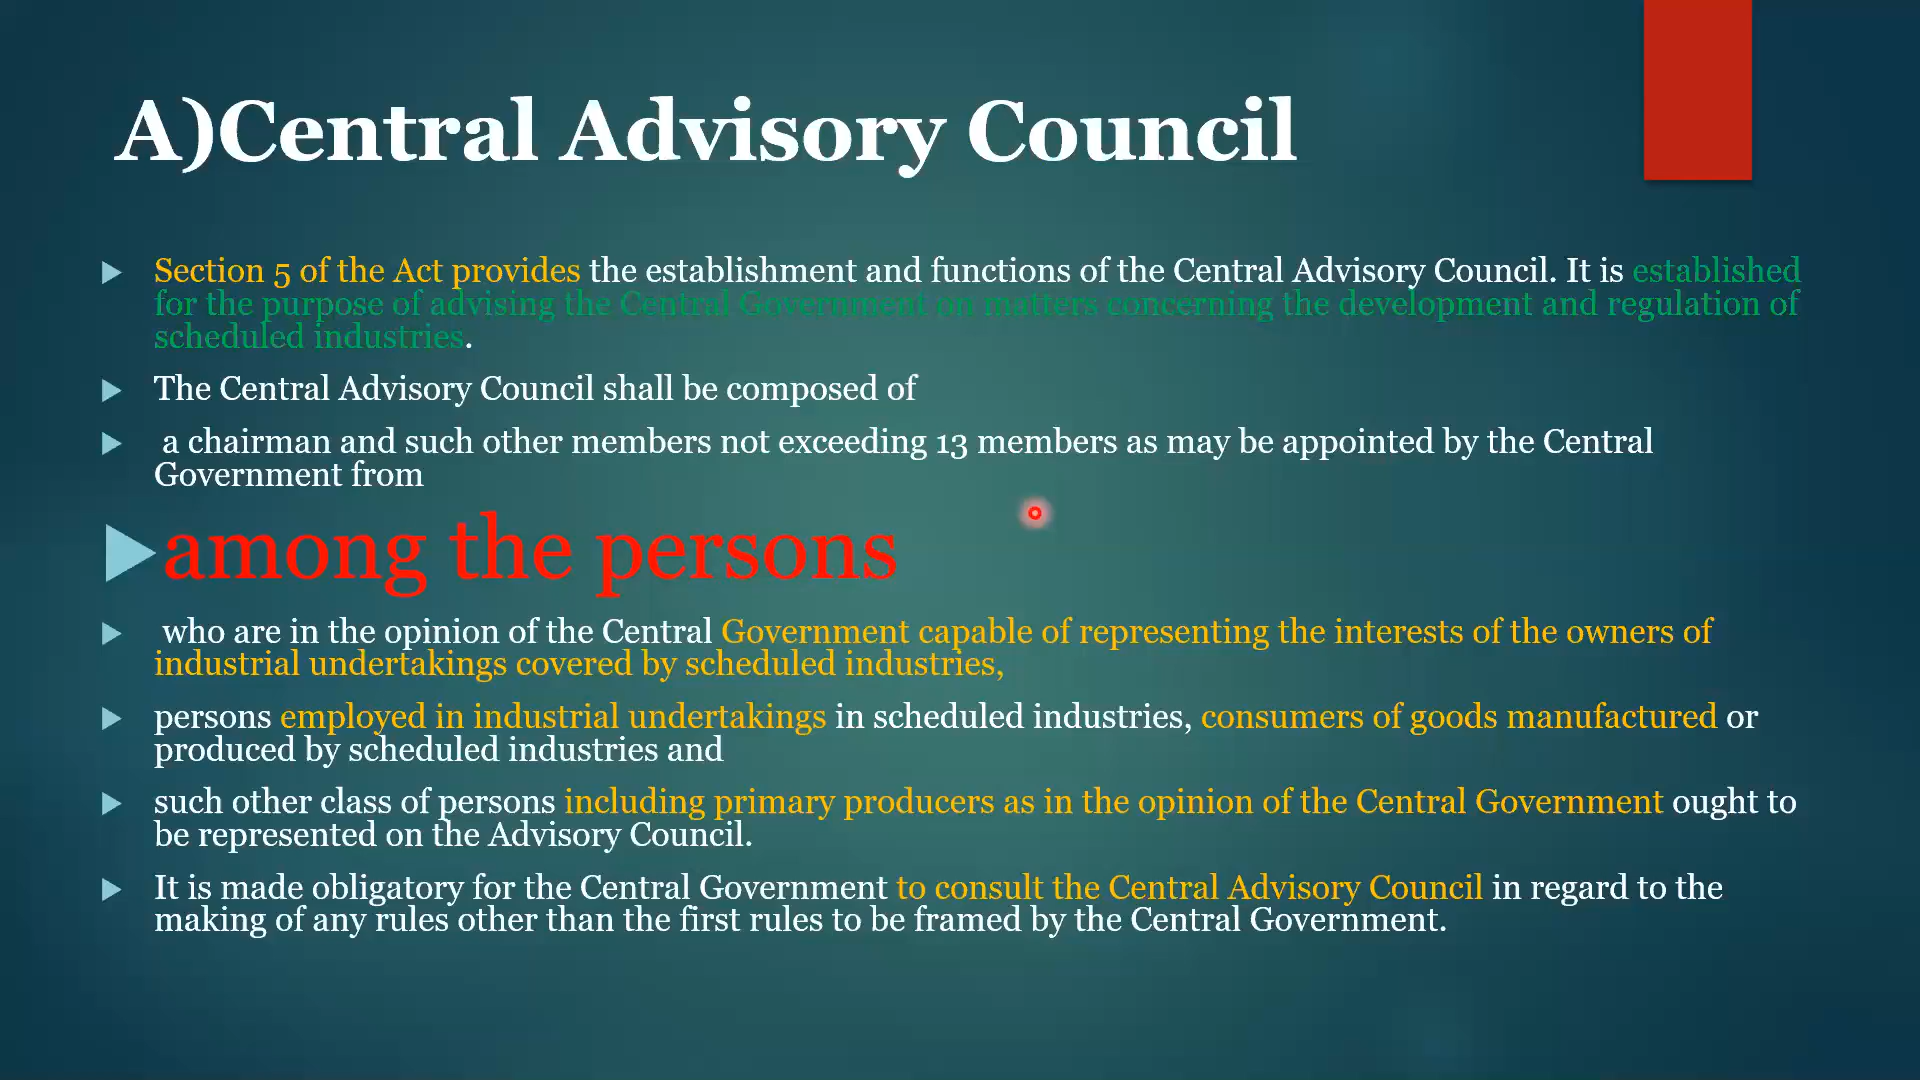 A)Central Advisory Council
Section 5 of the Act provides the establishment and functions of the Central Advisory Council. It is established
for the purpose of advising the Central Government on matters concerning the development and regulation of
scheduled industries.
The Central Advisory Council shall be composed of
a chairman and such other members not exceeding 13 members as may be appointed by the Central
Government from
among the persons
who are in the opinion of the Central Government capable of representing the interests of the owners of
industrial undertakings covered by scheduled industries,
persons employed in industrial undertakings in scheduled industries, consumers of goods manufactured or
produced by scheduled industries and
such other class of persons including primary producers as in the opinion of the Central Government ought to
be represented on the Advisory Council.
It is made obligatory for the Central Government to consult the Central Advisory Council in regard to the
making of any rules other than the first rules to be framed by the Central Government.